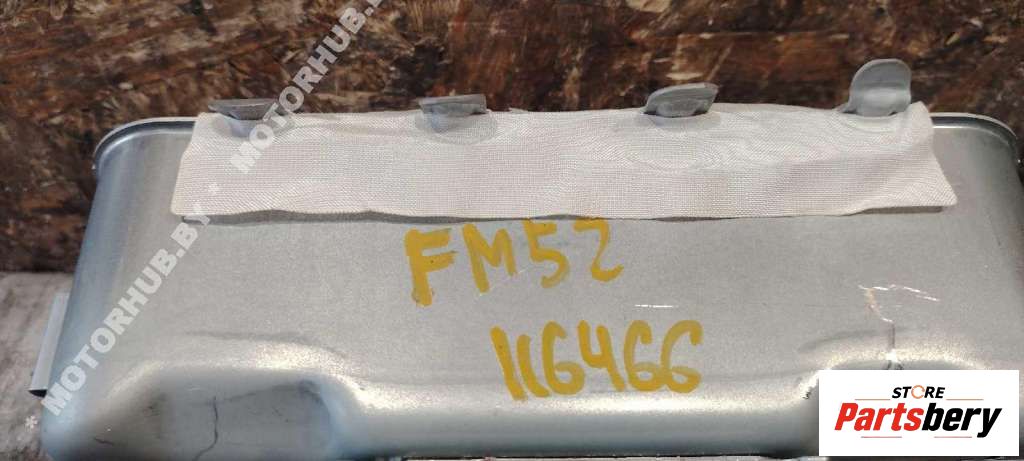 * MOTORHUB.BY * MOTORHUB.BY
FM52
116466
STORE
Partsbery